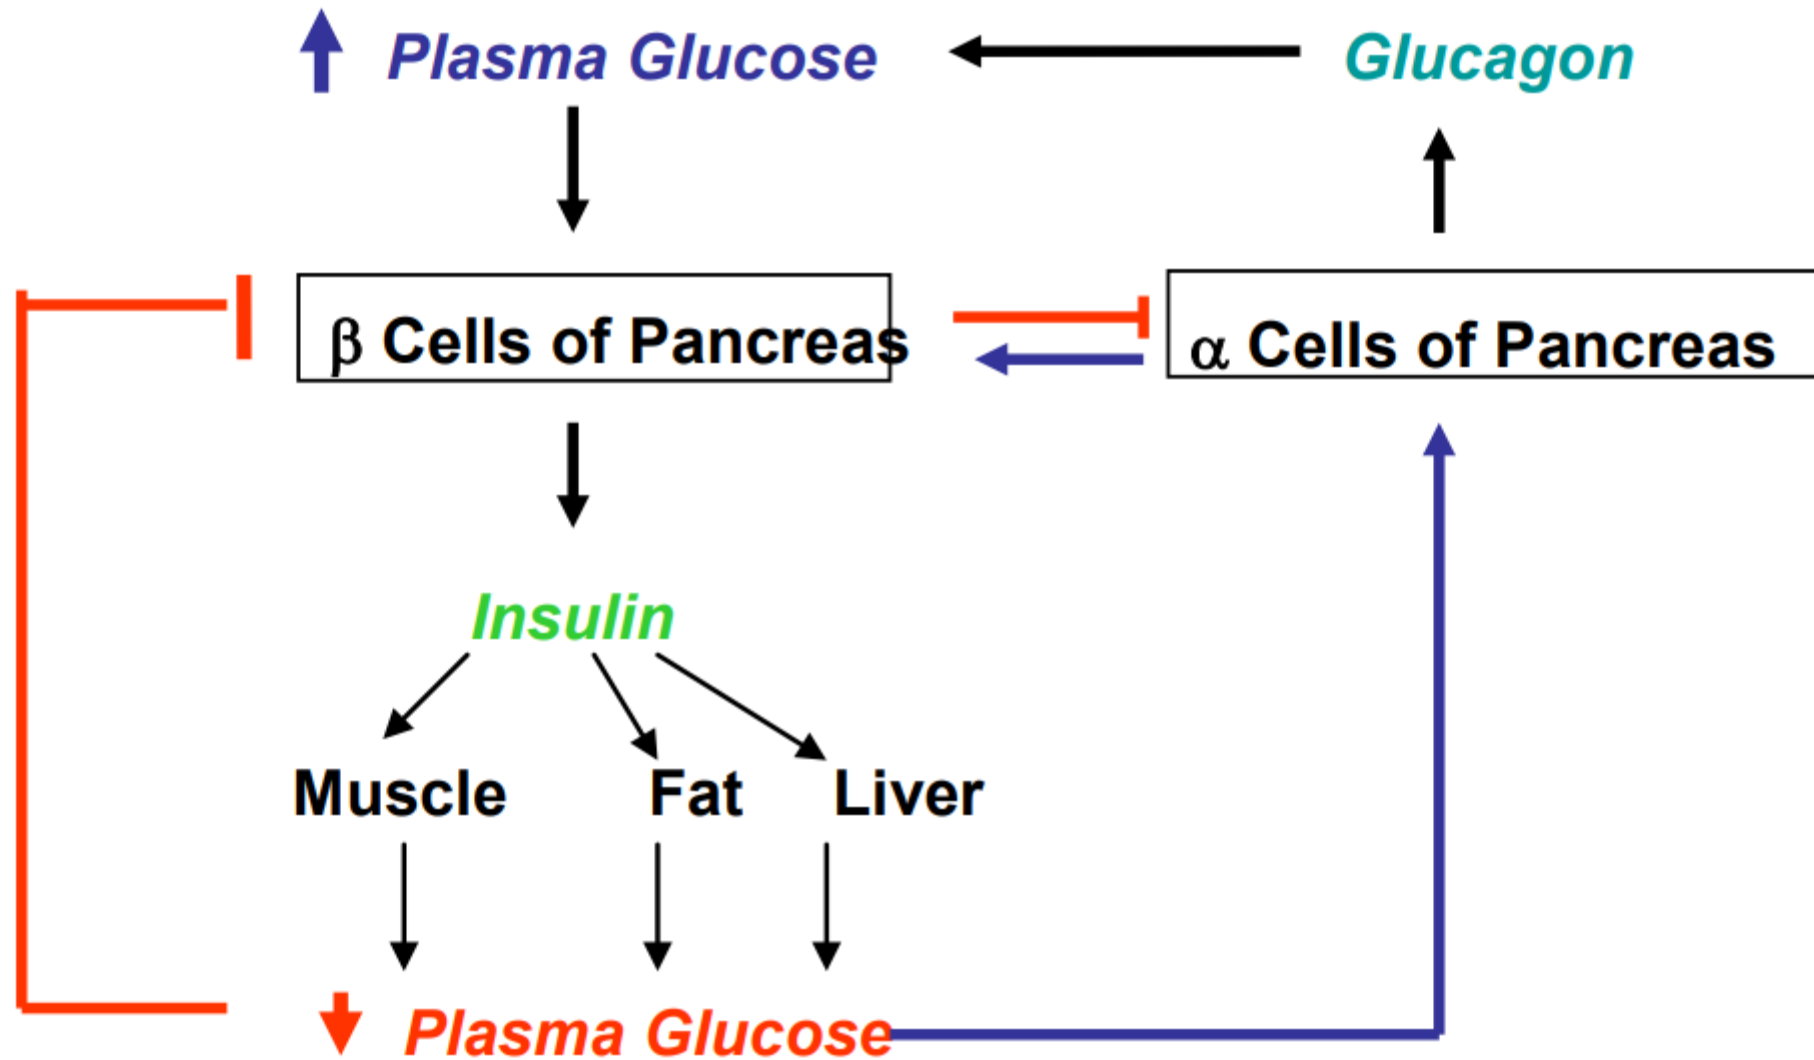 Plasma Glucose
Glucagon
β Cells of Pancreas
α Cells of Pancreas
Insulin
Muscle
Fat
Liver
Plasma Glucose